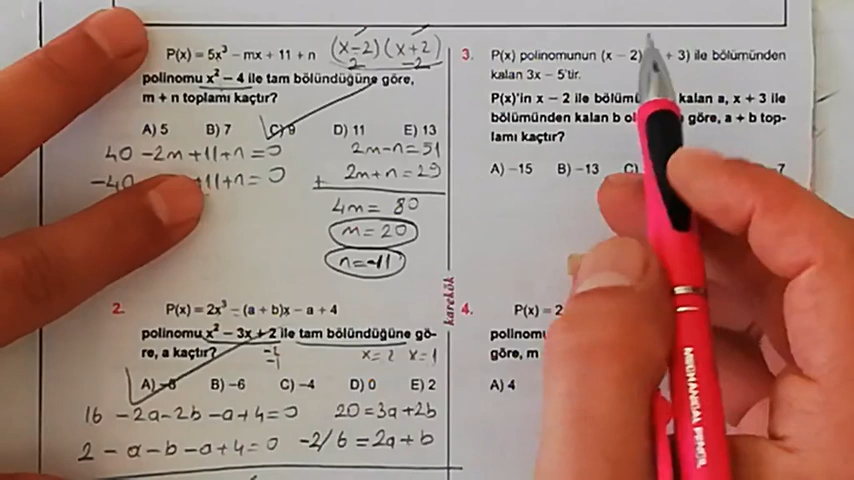 P(x) = 5x³ - mx + 11 + n
(x-2) (x+2)
2 -2
polinomu x² - 4 ile tam bölündüğüne göre,
m + n toplamı kaçtır?
A) 5 B) 7 C) 9 D) 11 E) 13
40 - 2m + 11 + n = 0
-40 + 11 + n = 0
2m - n = 51
+ 2m + n = 29
4m = 80
m = 20
n = -11
2. P(x) = 2x³ - (a + b)x - a + 4
polinomu x² - 3x + 2 ile tam bölündüğüne gö-
re, a kaçtır?
-2
-1
x = 2 x = 1
A) -8 B) -6 C) -4 D) 0 E) 2
16 - 2a - 2b - a + 4 = 0
20 = 3a + 2b
2 - a - b - a + 4 = 0
-2/ 6 = 2a + b
karekök
3. P(x) polinomunun (x - 2) + 3) ile bölümünden
kalan 3x - 5'tir.
P(x)'in x - 2 ile kalan a, x + 3 ile
bölümünden kalan b göre, a + b top-
lamı kaçtır?
A) -15 B) -13 C) -7
4. P(x) = 2
göre, m
A) 4
MECHANICAL PENCIL